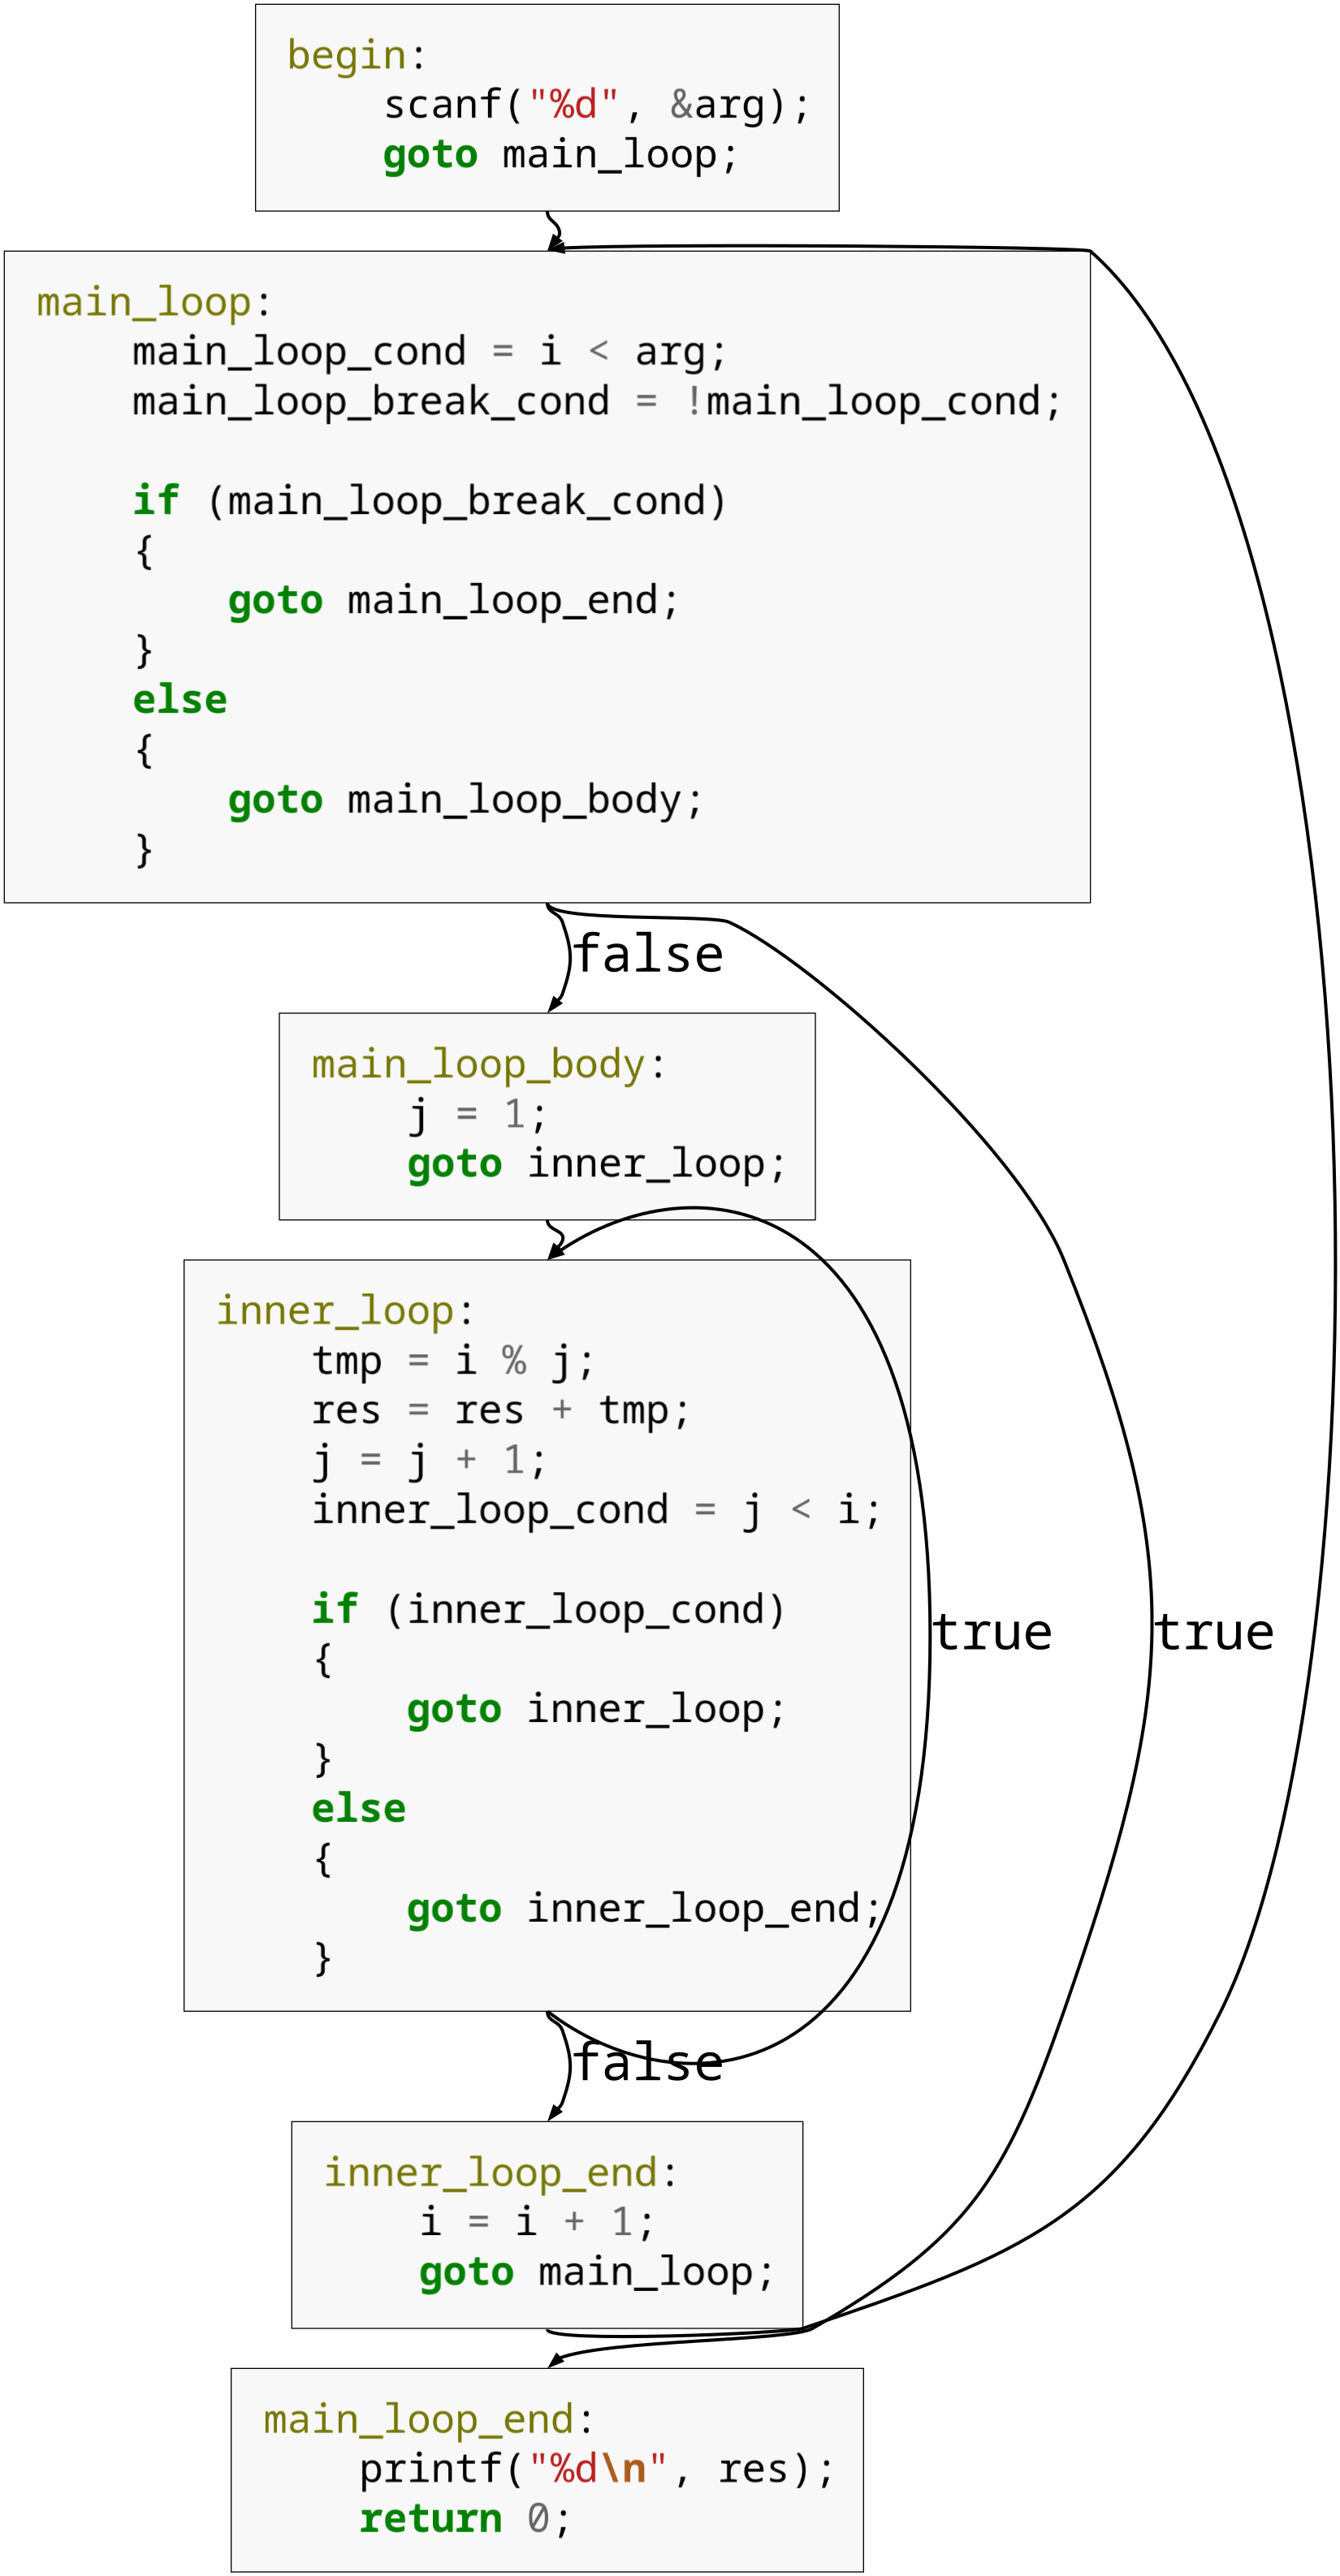 begin:
    scanf("%d", &arg);
    goto main_loop;
main_loop:
    main_loop_cond = i < arg;
    main_loop_break_cond = !main_loop_cond;
    if (main_loop_break_cond)
    {
        goto main_loop_end;
    }
    else
    {
        goto main_loop_body;
    }
false
main_loop_body:
    j = 1;
    goto inner_loop;
inner_loop:
    tmp = i % j;
    res = res + tmp;
    j = j + 1;
    inner_loop_cond = j < i;
    if (inner_loop_cond)
    {
        goto inner_loop;
    }
    else
    {
        goto inner_loop_end;
    }
true
true
false
inner_loop_end:
    i = i + 1;
    goto main_loop;
main_loop_end:
    printf("%d\n", res);
    return 0;